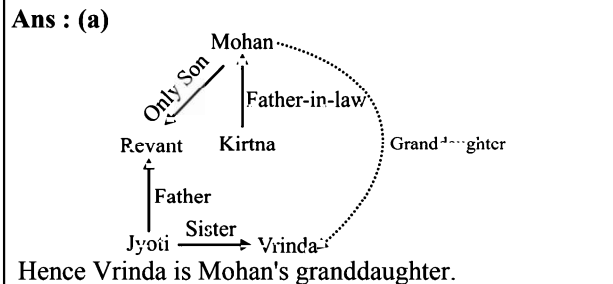 Ans : (a)
Mohan
Only Son
Father-in-law
Revant
Kirtna
Father
Jyoti
Sister
Vrinda
Hence Vrinda is Mohan's granddaughter.